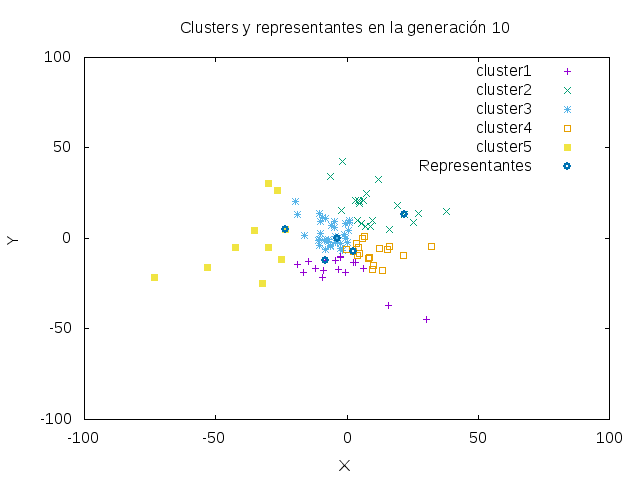 Clusters y representantes en la generación 10
100
50
0
-50
-100
-100
-50
0
50
100
Y
X
cluster1
cluster2
cluster3
cluster4
cluster5
Representantes